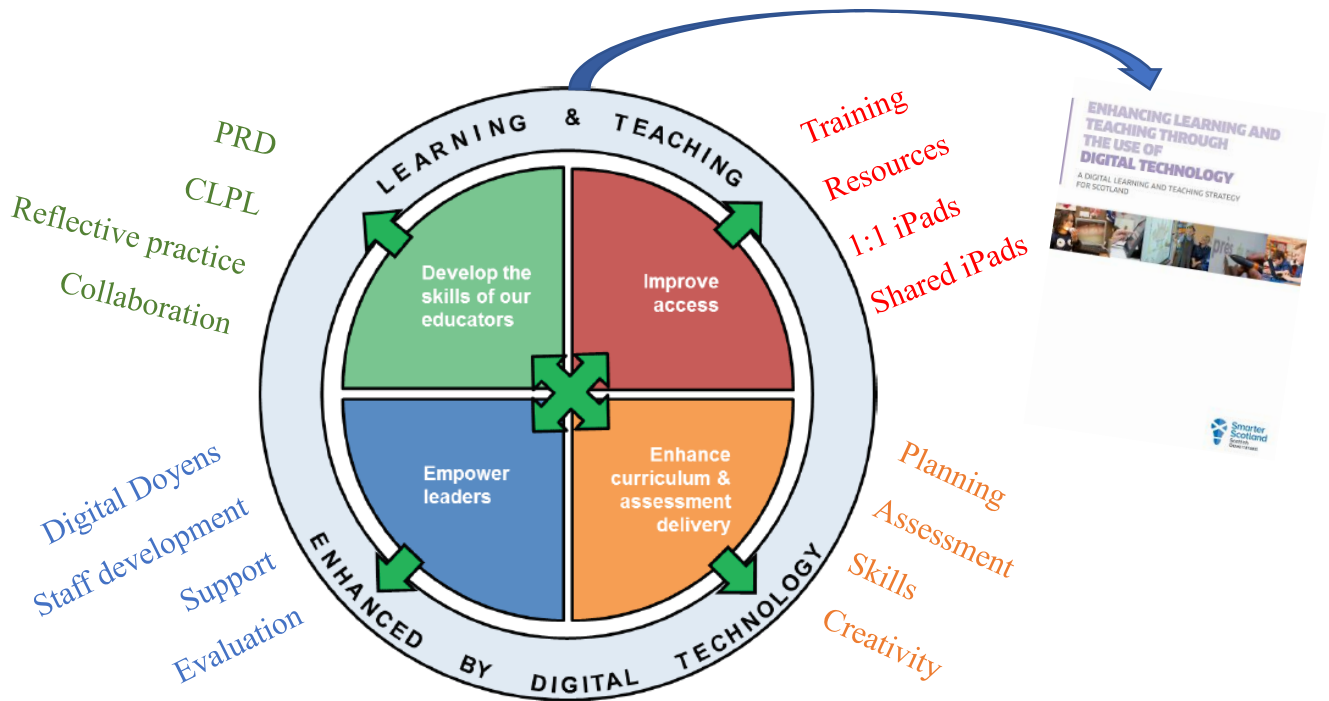 PRD
CLPL
Reflective practice
Collaboration
LEARNING & TEACHING
Training
Resources
1:1 iPads
Shared iPads
ENHANCING LEARNING AND
TEACHING THROUGH
THE USE OF
DIGITAL TECHNOLOGY
A DIGITAL LEARNING AND TEACHING STRATEGY
FOR SCOTLAND
Develop the
skills of our
educators
Improve
access
Empower
leaders
Enhance
curriculum &
assessment
delivery
Digital Doyens
Staff development
Support
Evaluation
Planning
Assessment
Skills
Creativity
ENHANCED BY DIGITAL TECHNOLOGY
Smarter
Scotland
Scottish
Government